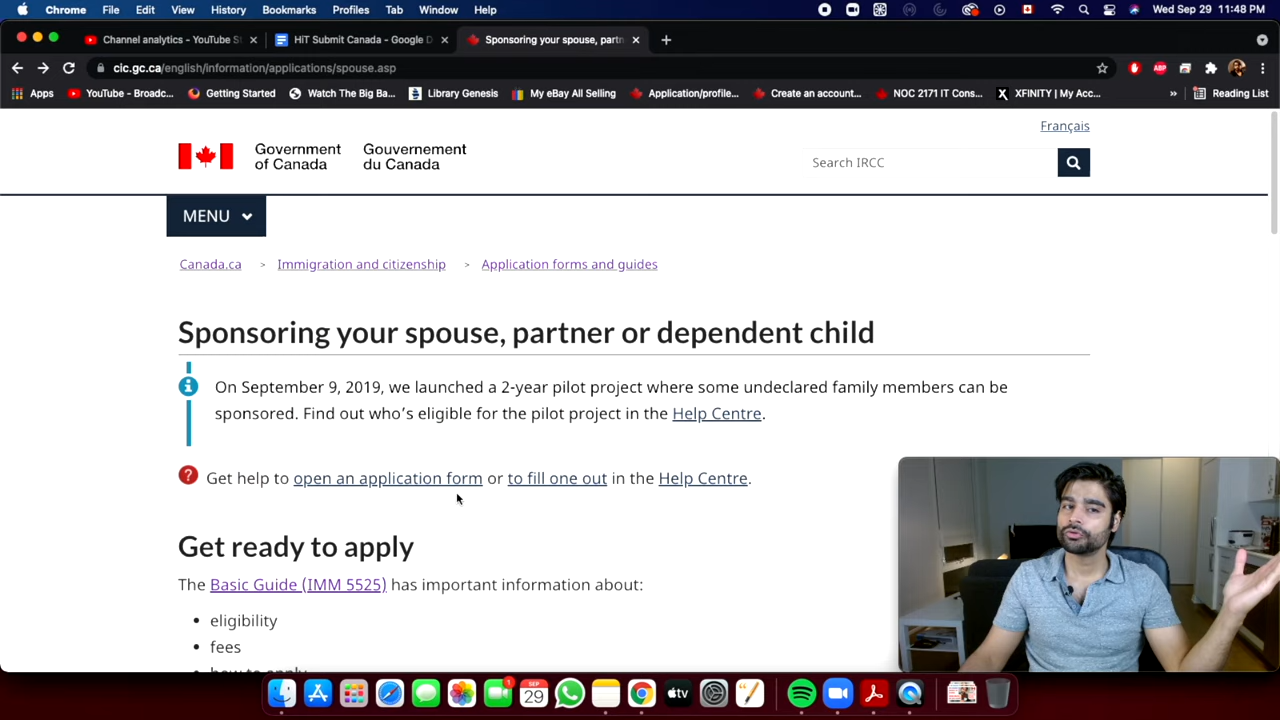 Chrome File Edit View History Bookmarks Profiles Tab Window Help Wed Sep 29 11:48 PM
Channel analytics - YouTube S HiT Submit Canada - Google D Sponsoring your spouse, partn
cic.gc.ca/english/information/applications/spouse.asp
Apps YouTube - Broadc... Getting Started Watch The Big Ba... Library Genesis My eBay All Selling Application/profile... Create an account... NOC 2171 IT Cons... XFINITY | My Acc... » Reading List
Français
Government of Canada
Gouvernement du Canada
Search IRCC
MENU
Canada.ca > Immigration and citizenship > Application forms and guides
Sponsoring your spouse, partner or dependent child
On September 9, 2019, we launched a 2-year pilot project where some undeclared family members can be
sponsored. Find out who's eligible for the pilot project in the Help Centre.
? Get help to open an application form or to fill one out in the Help Centre.
Get ready to apply
The Basic Guide (IMM 5525) has important information about:
• eligibility
• fees
• how to apply
1 SEP 29 tv